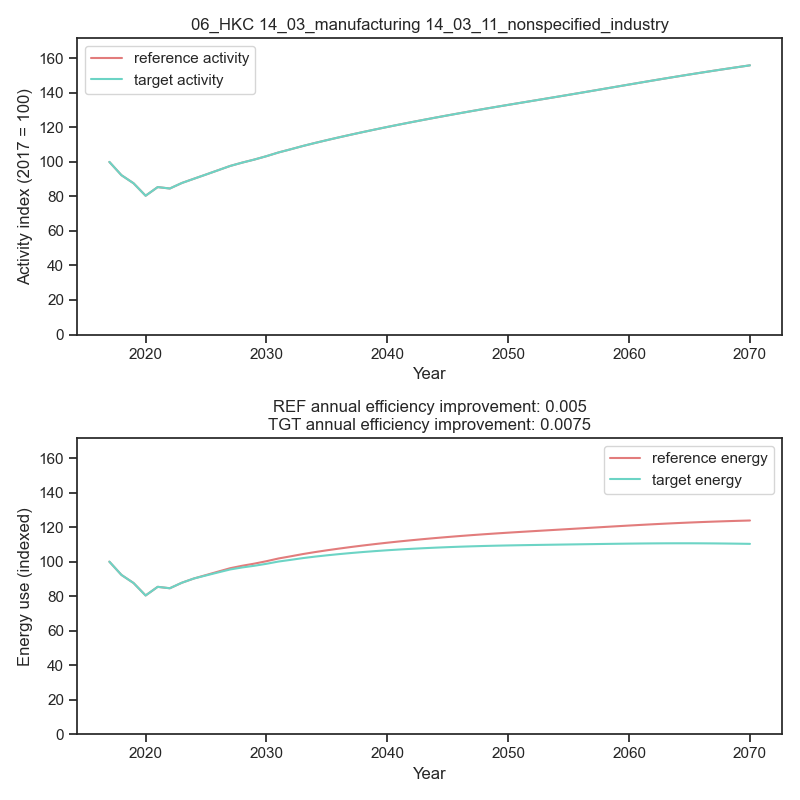 06_HKC 14_03_manufacturing 14_03_11_nonspecified_industry
reference activity
target activity
Activity index (2017 = 100)
160
140
120
100
80
60
40
20
0
2020 2030 2040 2050 2060 2070
Year
REF annual efficiency improvement: 0.005
TGT annual efficiency improvement: 0.0075
reference energy
target energy
Energy use (indexed)
160
140
120
100
80
60
40
20
0
2020 2030 2040 2050 2060 2070
Year